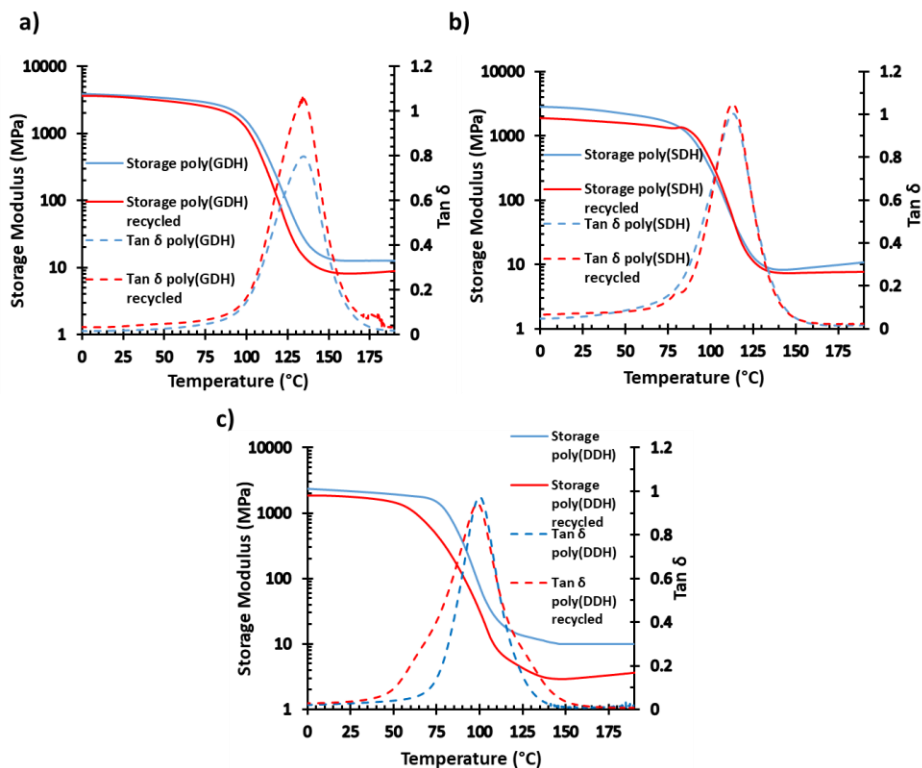 a)
10000
1000
100
10
1
Storage Modulus (MPa)
1.2
1
0.8
0.6
0.4
0.2
0
Tan δ
Storage poly(GDH)
Storage poly(GDH)
recycled
Tan δ poly(GDH)
Tan δ poly(GDH)
recycled
0 25 50 75 100 125 150 175
Temperature (°C)
b)
10000
1000
100
10
1
Storage Modulus (MPa)
1.2
1
0.8
0.6
0.4
0.2
0
Tan δ
Storage poly(SDH)
Storage poly(SDH)
recycled
Tan δ poly(SDH)
Tan δ poly(SDH)
recycled
0 25 50 75 100 125 150 175
Temperature (°C)
c)
10000
1000
100
10
1
Storage Modulus (MPa)
1.2
1
0.8
0.6
0.4
0.2
0
Tan δ
Storage
poly(DDH)
Storage
poly(DDH)
recycled
Tan δ
poly(DDH)
Tan δ
poly(DDH)
recycled
0 25 50 75 100 125 150 175
Temperature (°C)